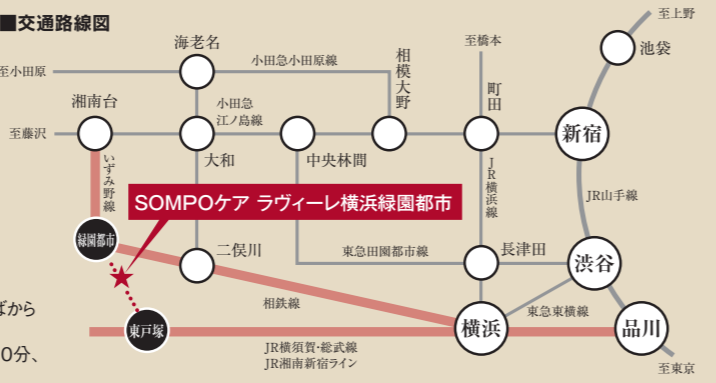 ■交通路線図
至上野
海老名
至橋本
池袋
小田急小田原線
相模大野
至小田原
町田
湘南台
小田急
江ノ島線
新宿
至藤沢
いずみ野線
大和
中央林間
JR横浜線
JR山手線
SOMPOケア ラヴィーレ横浜緑園都市
緑園都市
二俣川
東急田園都市線
長津田
渋谷
ばから
相鉄線
東急東横線
東戸塚
横浜
品川
0分、
JR横須賀・総武線
JR湘南新宿ライン
至東京